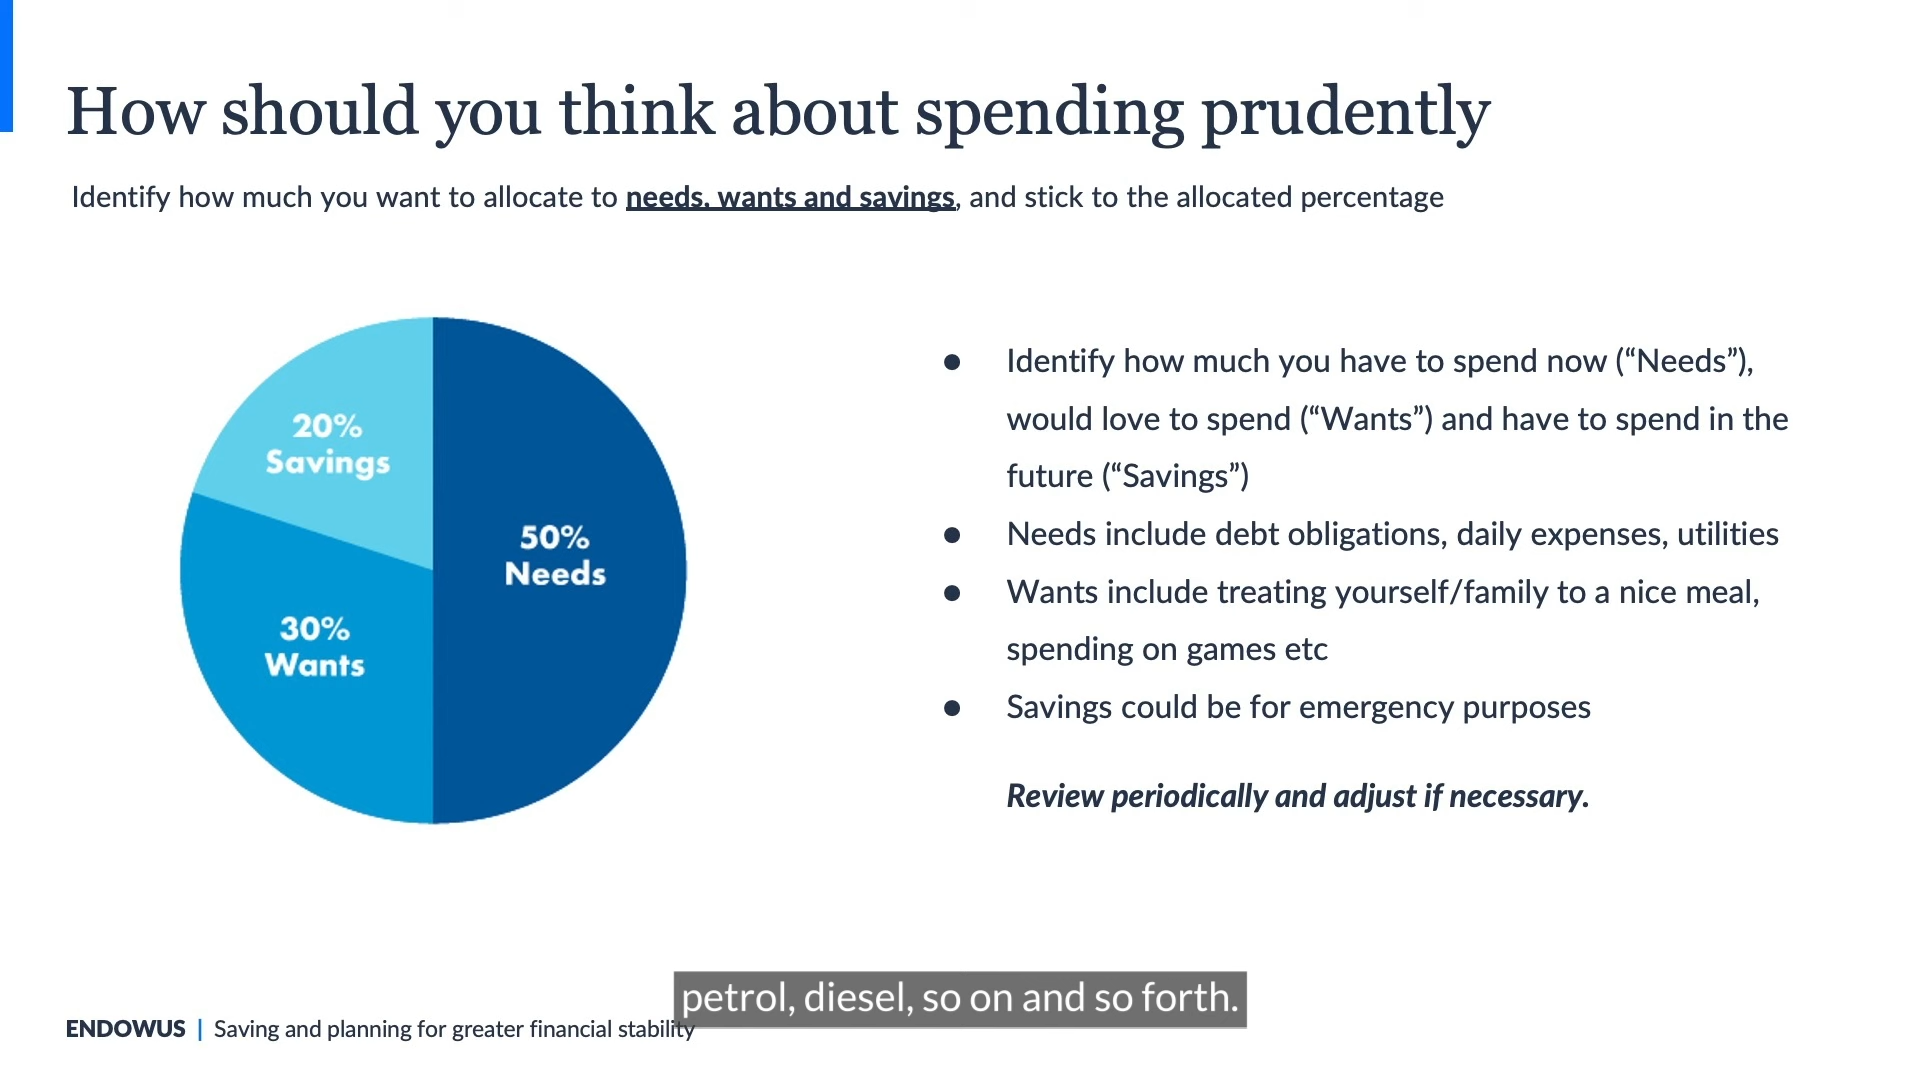 How should you think about spending prudently
Identify how much you want to allocate to needs, wants and savings, and stick to the allocated percentage
20%
Savings
50%
Needs
30%
Wants
● Identify how much you have to spend now (“Needs”),
would love to spend (“Wants”) and have to spend in the
future (“Savings”)
● Needs include debt obligations, daily expenses, utilities
● Wants include treating yourself/family to a nice meal,
spending on games etc
● Savings could be for emergency purposes
Review periodically and adjust if necessary.
petrol, diesel, so on and so forth.
ENDOWUS | Saving and planning for greater financial stability